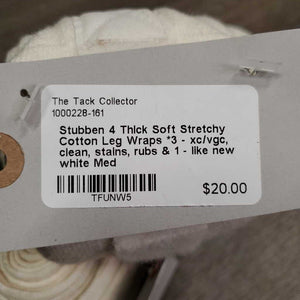 The Tack Collector
1000228-161
Stubben 4 Thick Soft Stretchy
Cotton Leg Wraps *3 - xc/vgc,
clean, stains, rubs & 1 - like new
white Med
$20.00
TFUNW5